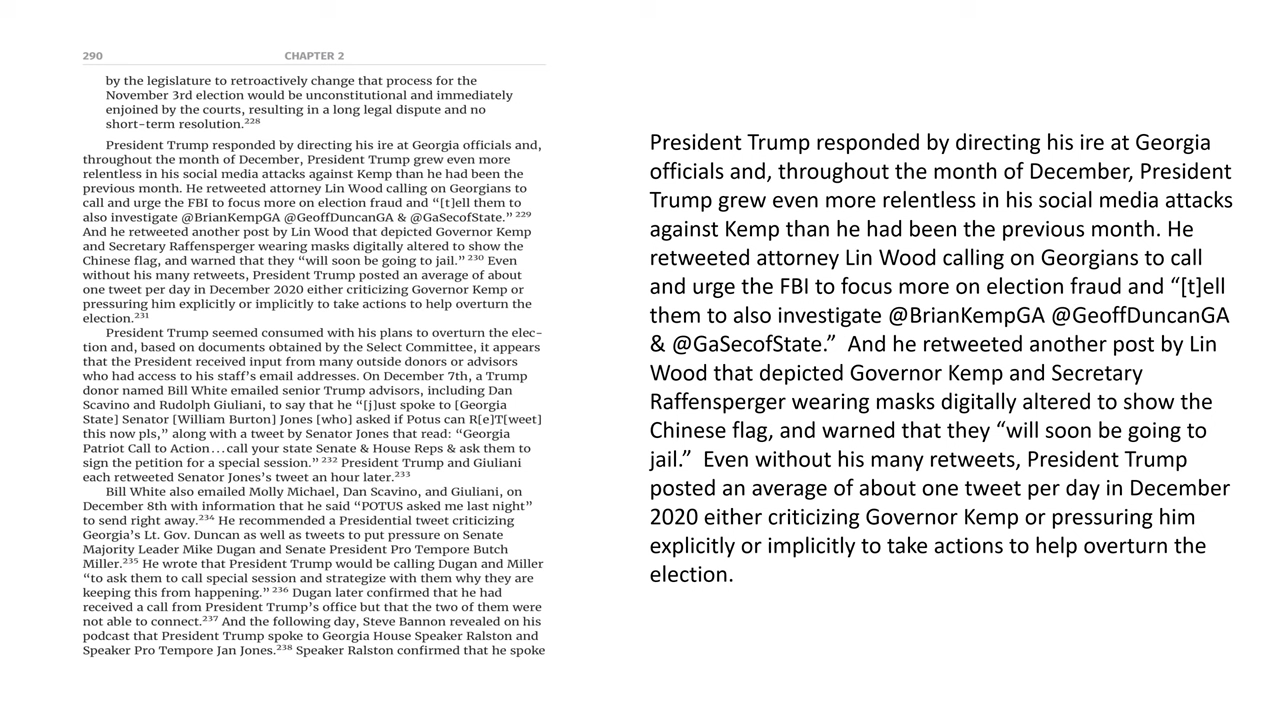 290 CHAPTER 2
by the legislature to retroactively change that process for the
November 3rd election would be unconstitutional and immediately
enjoined by the courts, resulting in a long legal dispute and no
short-term resolution.²²⁸
President Trump responded by directing his ire at Georgia officials and,
throughout the month of December, President Trump grew even more
relentless in his social media attacks against Kemp than he had been the
previous month. He retweeted attorney Lin Wood calling on Georgians to
call and urge the FBI to focus more on election fraud and “[t]ell them to
also investigate @BrianKempGA @GeoffDuncanGA & @GaSecofState.” ²²⁹
And he retweeted another post by Lin Wood that depicted Governor Kemp
and Secretary Raffensperger wearing masks digitally altered to show the
Chinese flag, and warned that they “will soon be going to jail.” ²³⁰ Even
without his many retweets, President Trump posted an average of about
one tweet per day in December 2020 either criticizing Governor Kemp or
pressuring him explicitly or implicitly to take actions to help overturn the
election.²³¹
President Trump seemed consumed with his plans to overturn the elec-
tion and, based on documents obtained by the Select Committee, it appears
that the President received input from many outside donors or advisors
who had access to his staff’s email addresses. On December 7th, a Trump
donor named Bill White emailed senior Trump advisors, including Dan
Scavino and Rudolph Giuliani, to say that he “[j]ust spoke to [Georgia
State] Senator [William Burton] Jones [who] asked if Potus can R[e]T[weet]
this now pls,” along with a tweet by Senator Jones that read: “Georgia
Patriot Call to Action . . . call your state Senate & House Reps & ask them to
sign the petition for a special session.” ²³² President Trump and Giuliani
each retweeted Senator Jones’s tweet an hour later.²³³
Bill White also emailed Molly Michael, Dan Scavino, and Giuliani, on
December 8th with information that he said “POTUS asked me last night”
to send right away.²³⁴ He recommended a Presidential tweet criticizing
Georgia’s Lt. Gov. Duncan as well as tweets to put pressure on Senate
Majority Leader Mike Dugan and Senate President Pro Tempore Butch
Miller.²³⁵ He wrote that President Trump would be calling Dugan and Miller
“to ask them to call special session and strategize with them why they are
keeping this from happening.” ²³⁶ Dugan later confirmed that he had
received a call from President Trump’s office but that the two of them were
not able to connect.²³⁷ And the following day, Steve Bannon revealed on his
podcast that President Trump spoke to Georgia House Speaker Ralston and
Speaker Pro Tempore Jan Jones.²³⁸ Speaker Ralston confirmed that he spoke
President Trump responded by directing his ire at Georgia
officials and, throughout the month of December, President
Trump grew even more relentless in his social media attacks
against Kemp than he had been the previous month. He
retweeted attorney Lin Wood calling on Georgians to call
and urge the FBI to focus more on election fraud and “[t]ell
them to also investigate @BrianKempGA @GeoffDuncanGA
& @GaSecofState.”  And he retweeted another post by Lin
Wood that depicted Governor Kemp and Secretary
Raffensperger wearing masks digitally altered to show the
Chinese flag, and warned that they “will soon be going to
jail.”  Even without his many retweets, President Trump
posted an average of about one tweet per day in December
2020 either criticizing Governor Kemp or pressuring him
explicitly or implicitly to take actions to help overturn the
election.